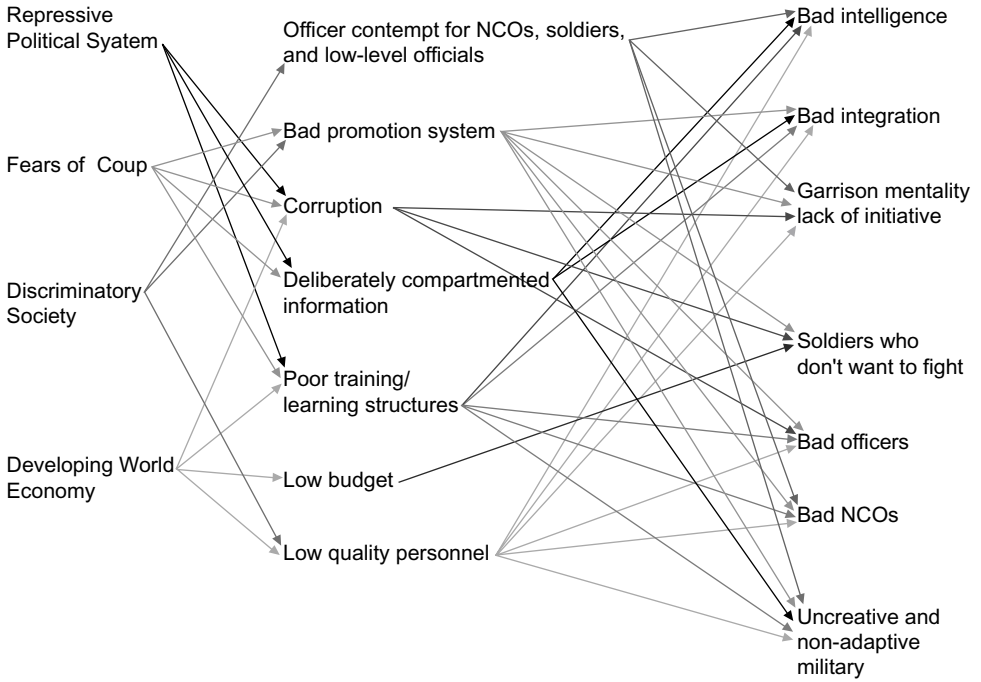 Repressive
Political Syatem
Fears of Coup
Discriminatory
Society
Developing World
Economy
Officer contempt for NCOs, soldiers,
and low-level officials
Bad promotion system
Corruption
Deliberately compartmented
information
Poor training/
learning structures
Low budget
Low quality personnel
Bad intelligence
Bad integration
Garrison mentality
lack of initiative
Soldiers who
don't want to fight
Bad officers
Bad NCOs
Uncreative and
non-adaptive
military